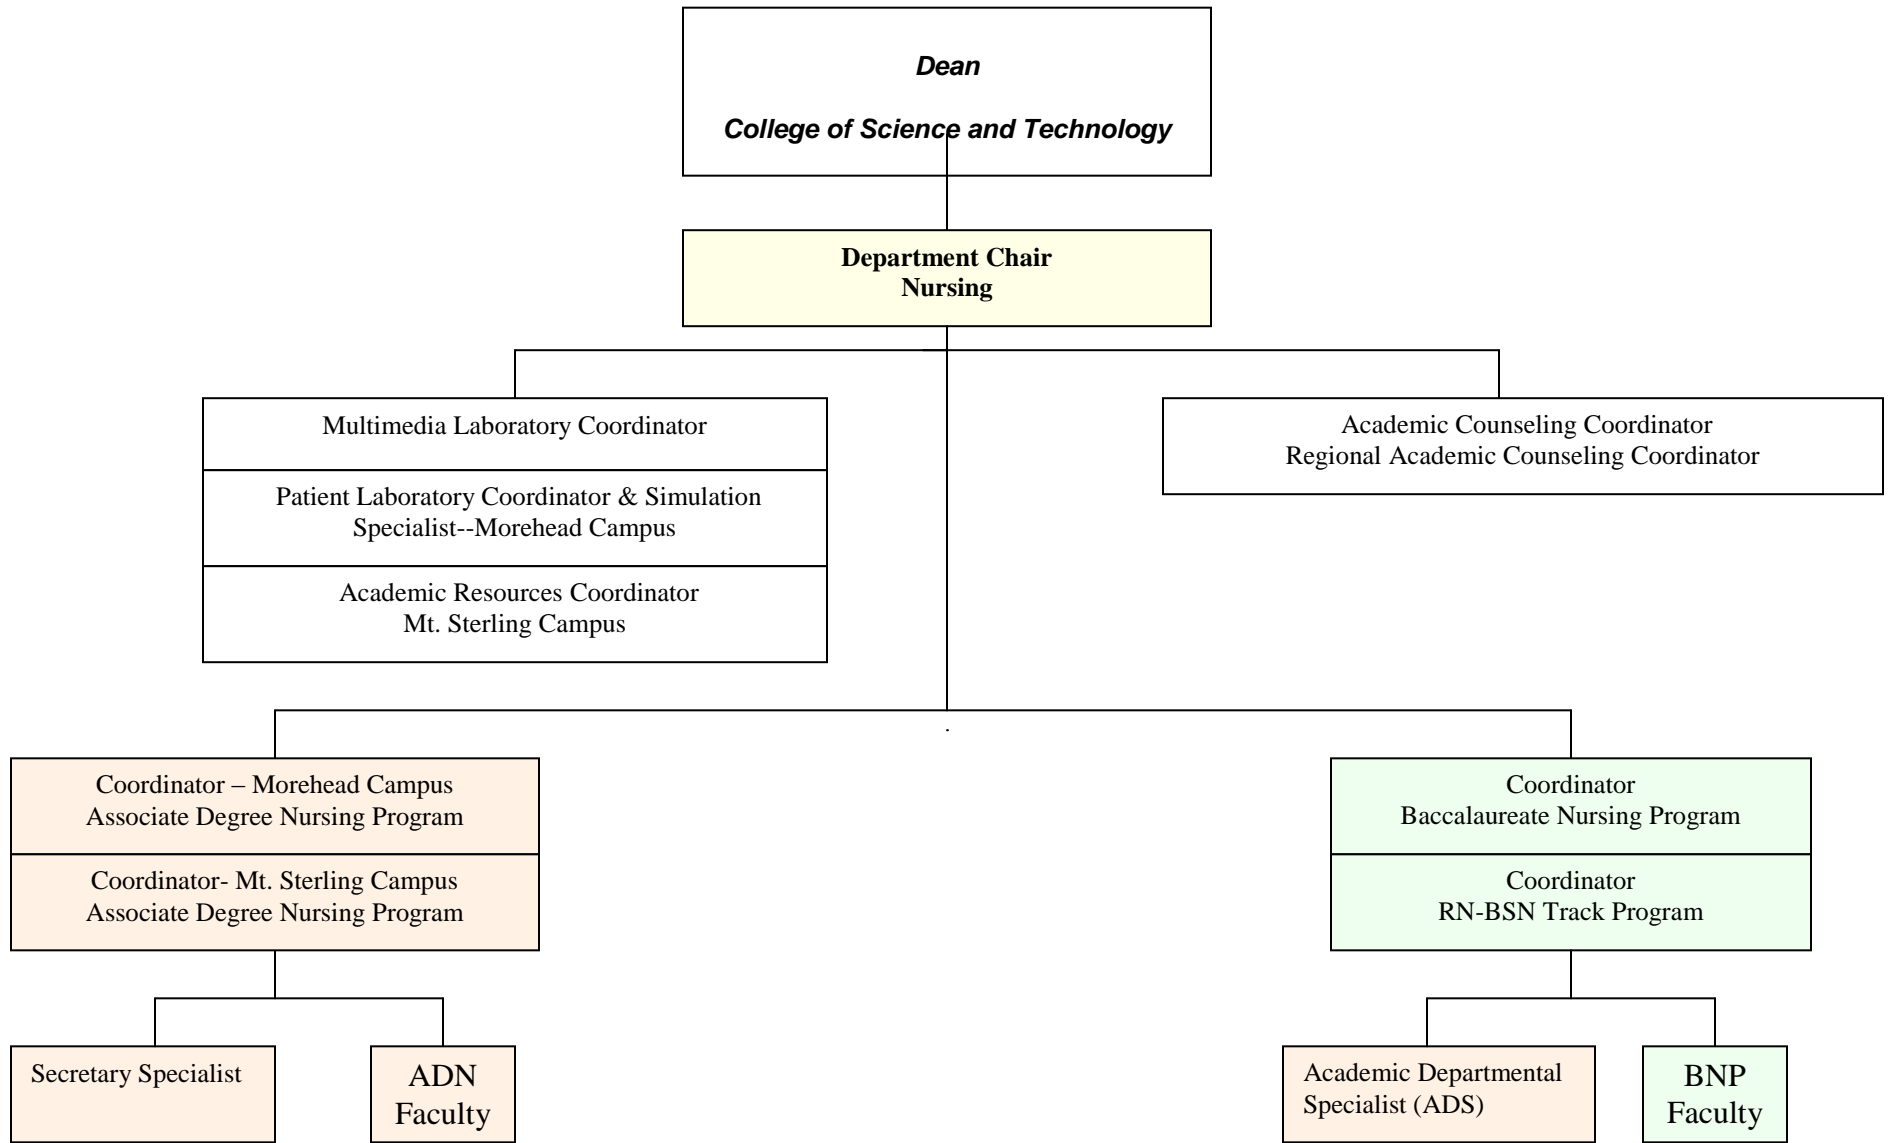 Dean
College of Science and Technology
Department Chair
Nursing
Multimedia Laboratory Coordinator
Patient Laboratory Coordinator & Simulation
Specialist--Morehead Campus
Academic Resources Coordinator
Mt. Sterling Campus
Academic Counseling Coordinator
Regional Academic Counseling Coordinator
.
Coordinator – Morehead Campus
Associate Degree Nursing Program
Coordinator- Mt. Sterling Campus
Associate Degree Nursing Program
Coordinator
Baccalaureate Nursing Program
Coordinator
RN-BSN Track Program
Secretary Specialist
ADN
Faculty
Academic Departmental
Specialist (ADS)
BNP
Faculty